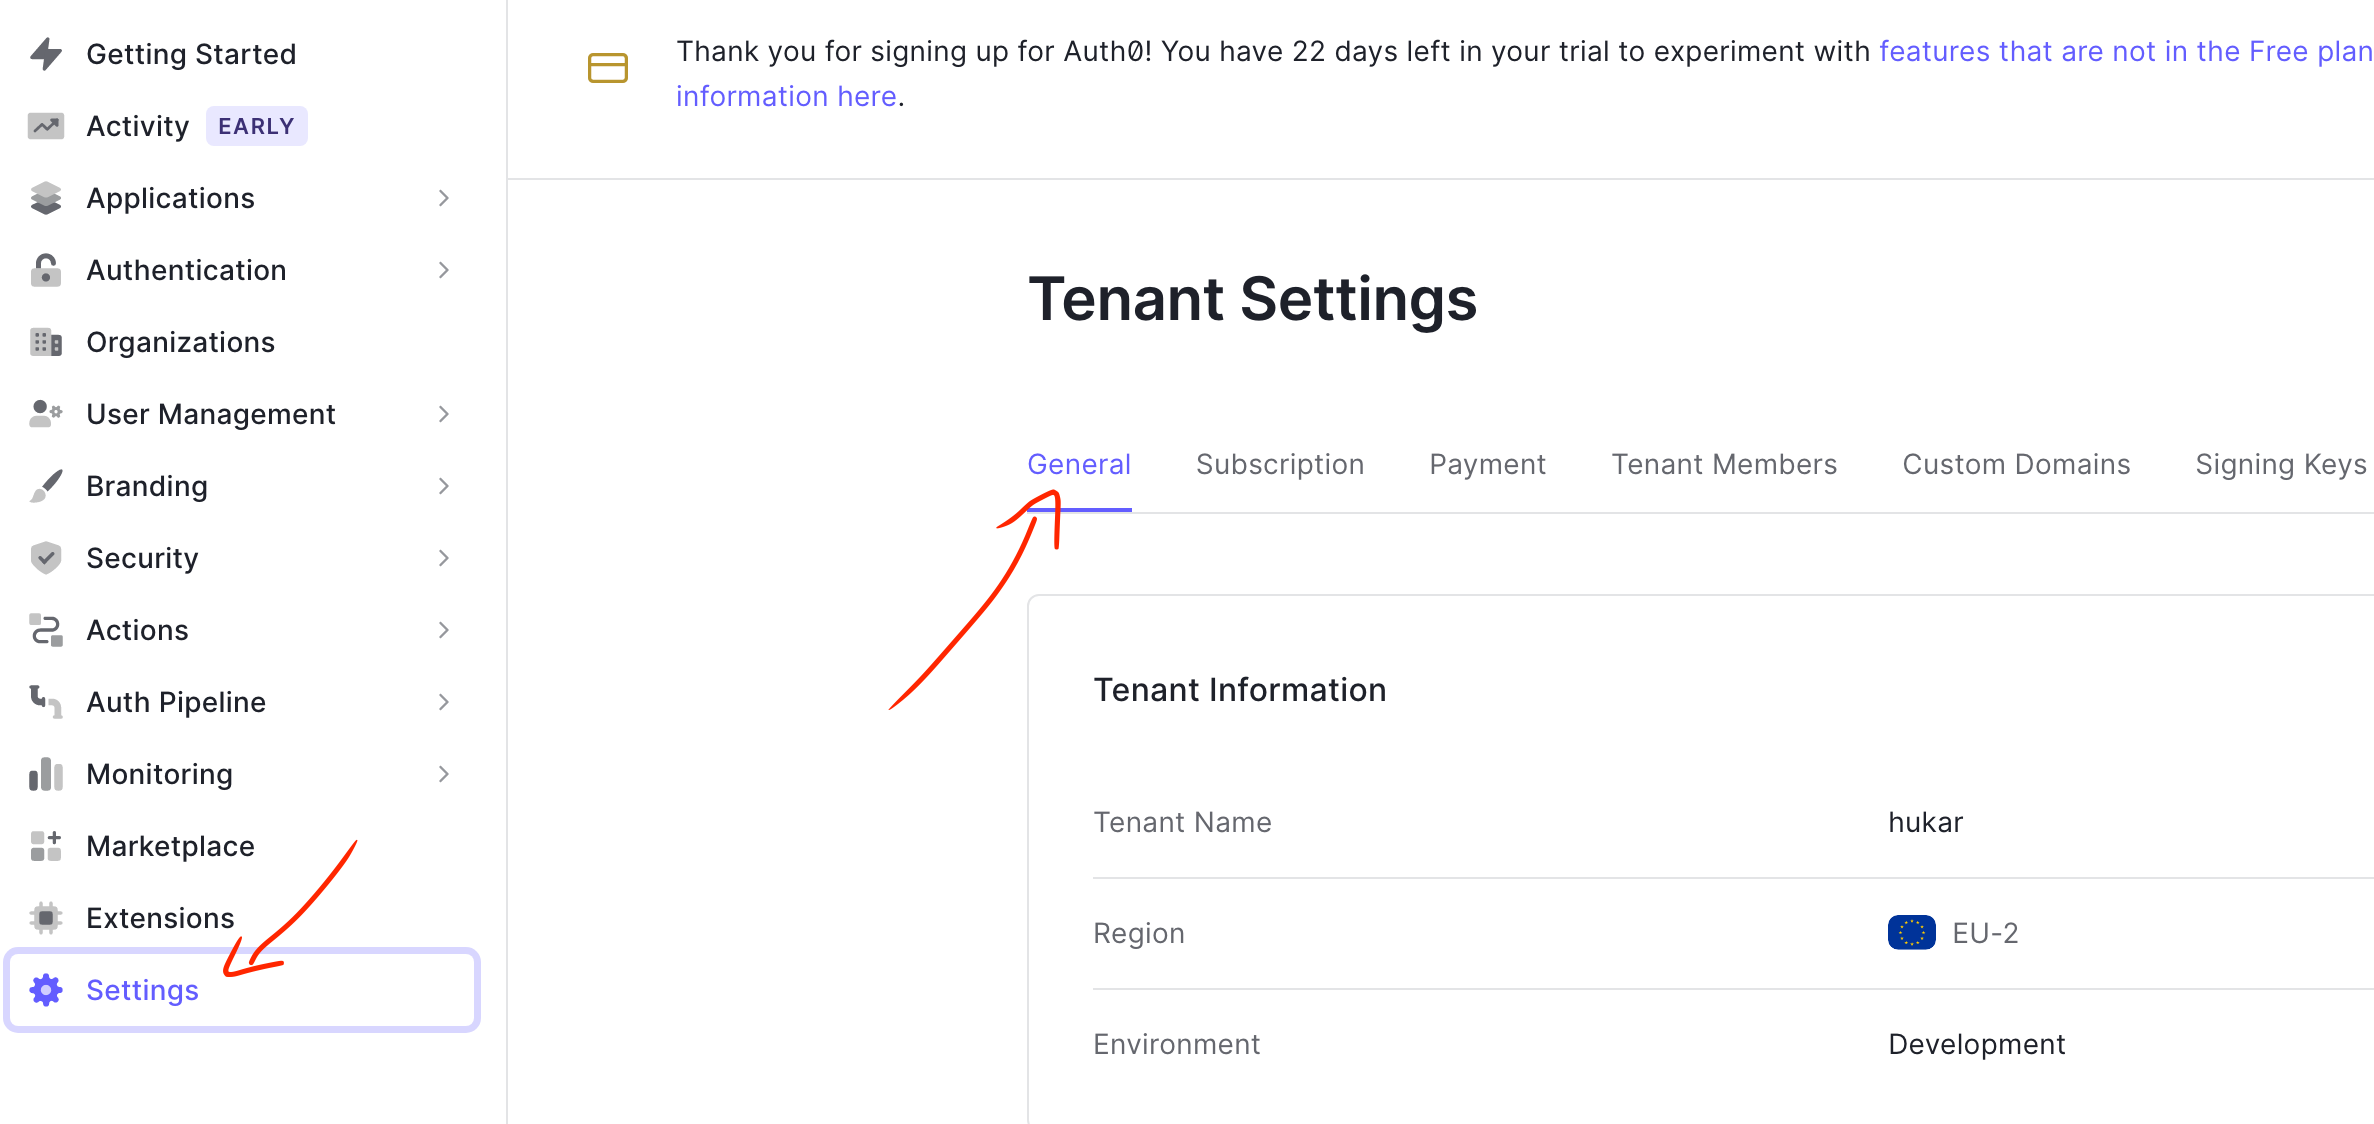 Getting Started
Activity EARLY
Applications
Authentication
Organizations
User Management
Branding
Security
Actions
Auth Pipeline
Monitoring
Marketplace
Extensions
Settings
Thank you for signing up for Auth0! You have 22 days left in your trial to experiment with features that are not in the Free plan
information here.
Tenant Settings
General Subscription Payment Tenant Members Custom Domains Signing Keys
Tenant Information
Tenant Name hukar
Region EU-2
Environment Development